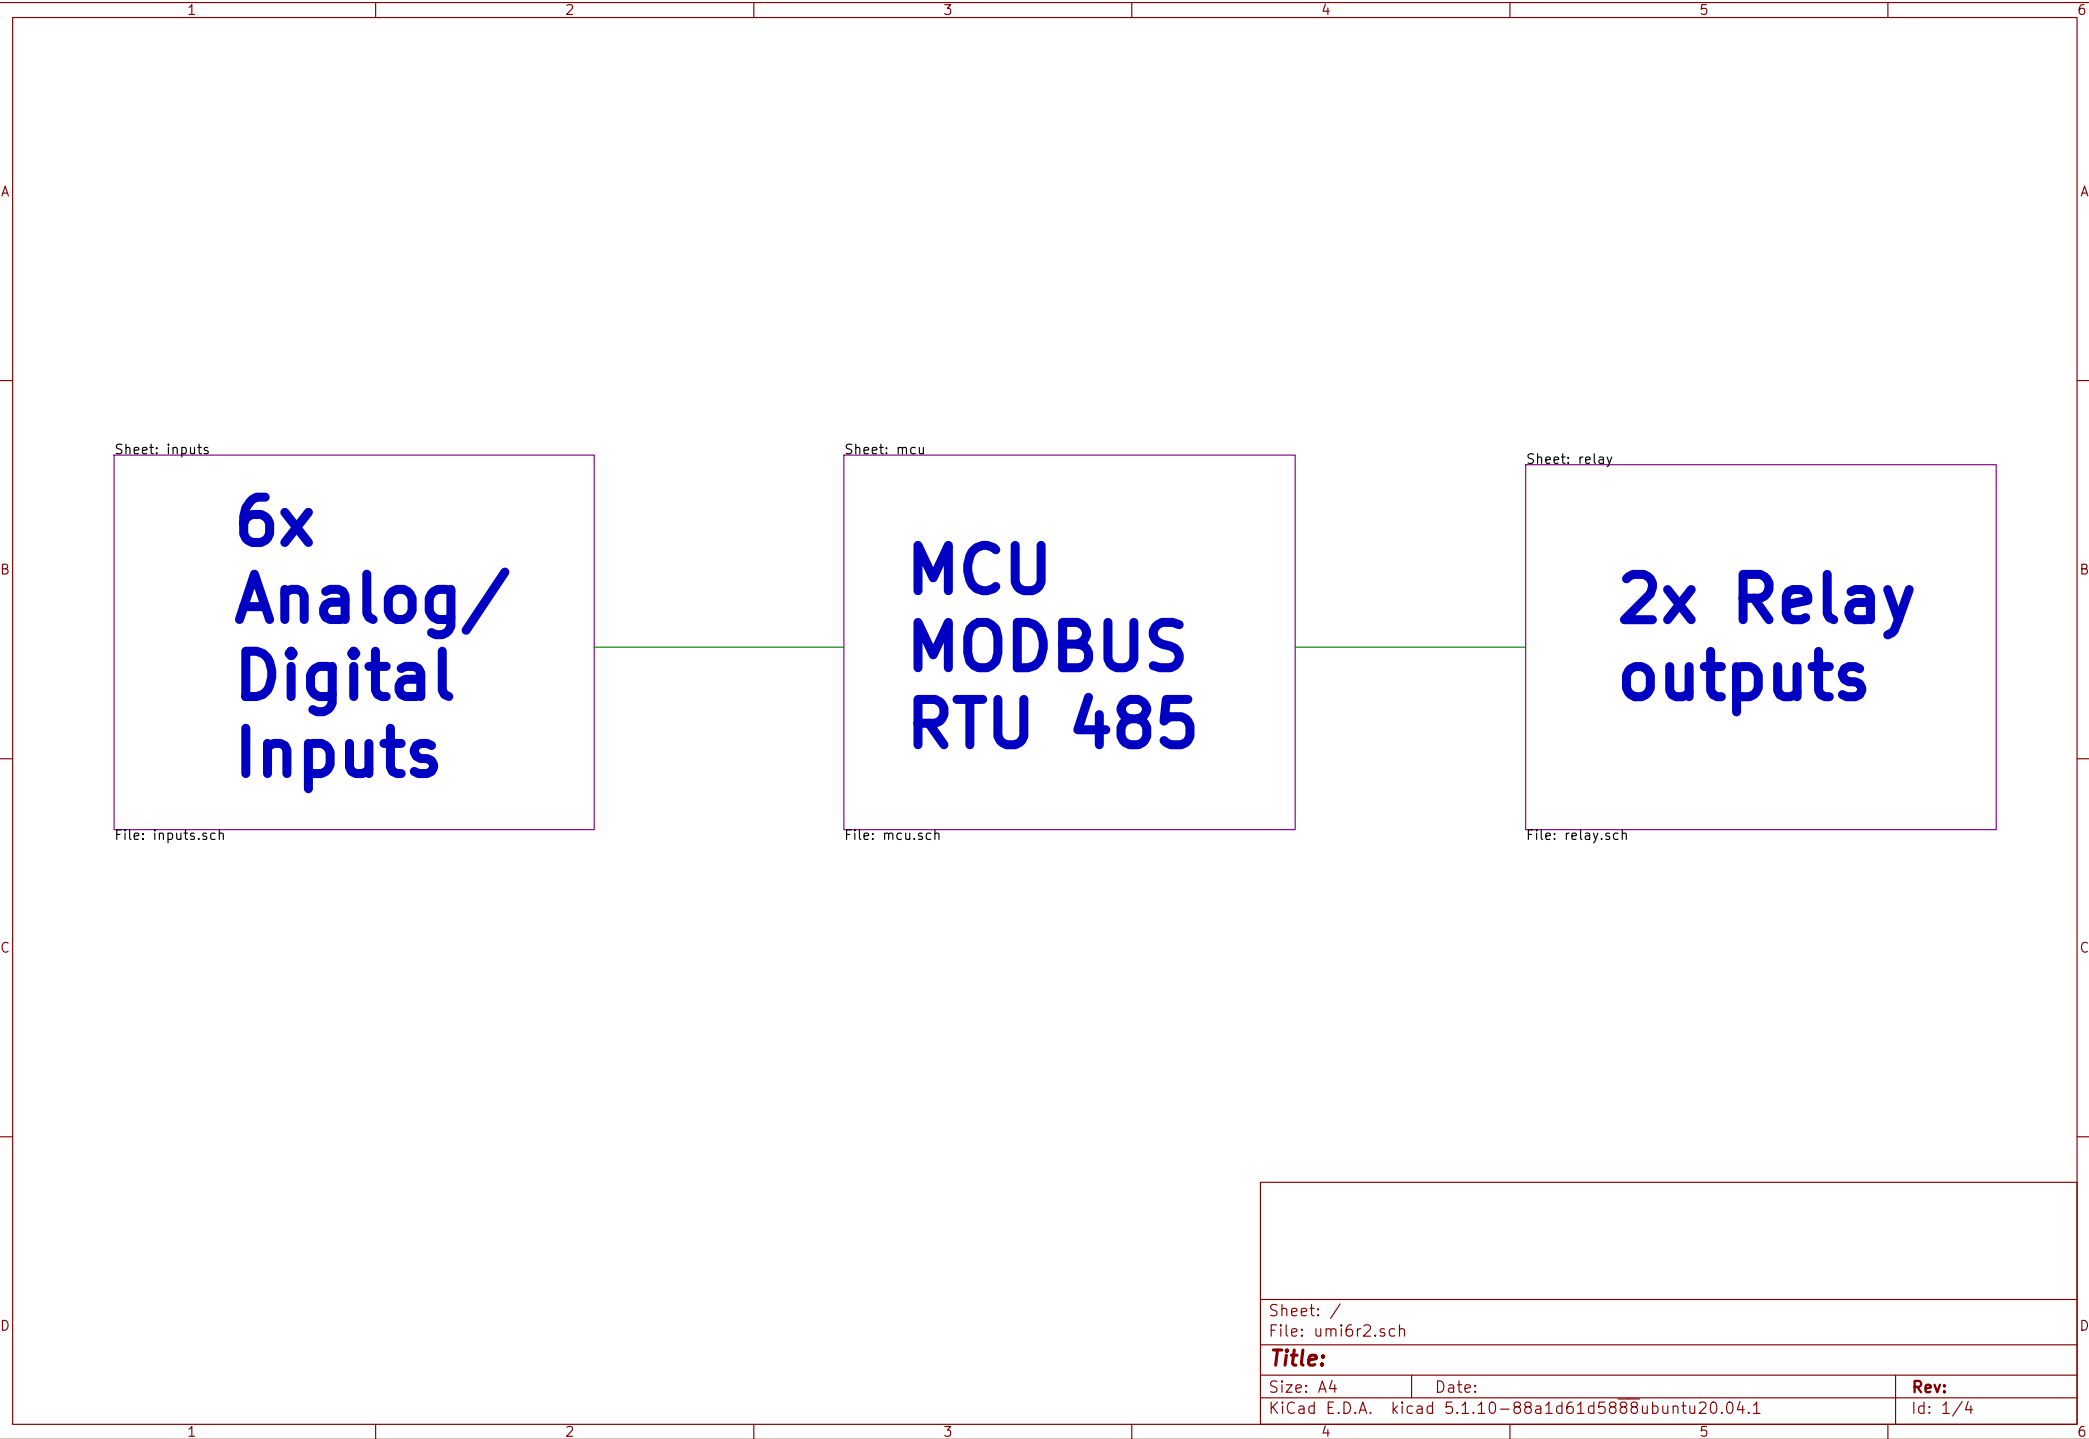 1 2 3 4 5 6
A A
Sheet: inputs
Sheet: mcu
Sheet: relay
6x
Analog/
Digital
Inputs
MCU
MODBUS
RTU 485
2x Relay
outputs
B B
File: inputs.sch
File: mcu.sch
File: relay.sch
C C
Sheet: /
File: umi6r2.sch
D D
Title:
Size: A4 Date: Rev:
KiCad E.D.A. kicad 5.1.10-88a1d61d5888ubuntu20.04.1 Id: 1/4
1 2 3 4 5 6